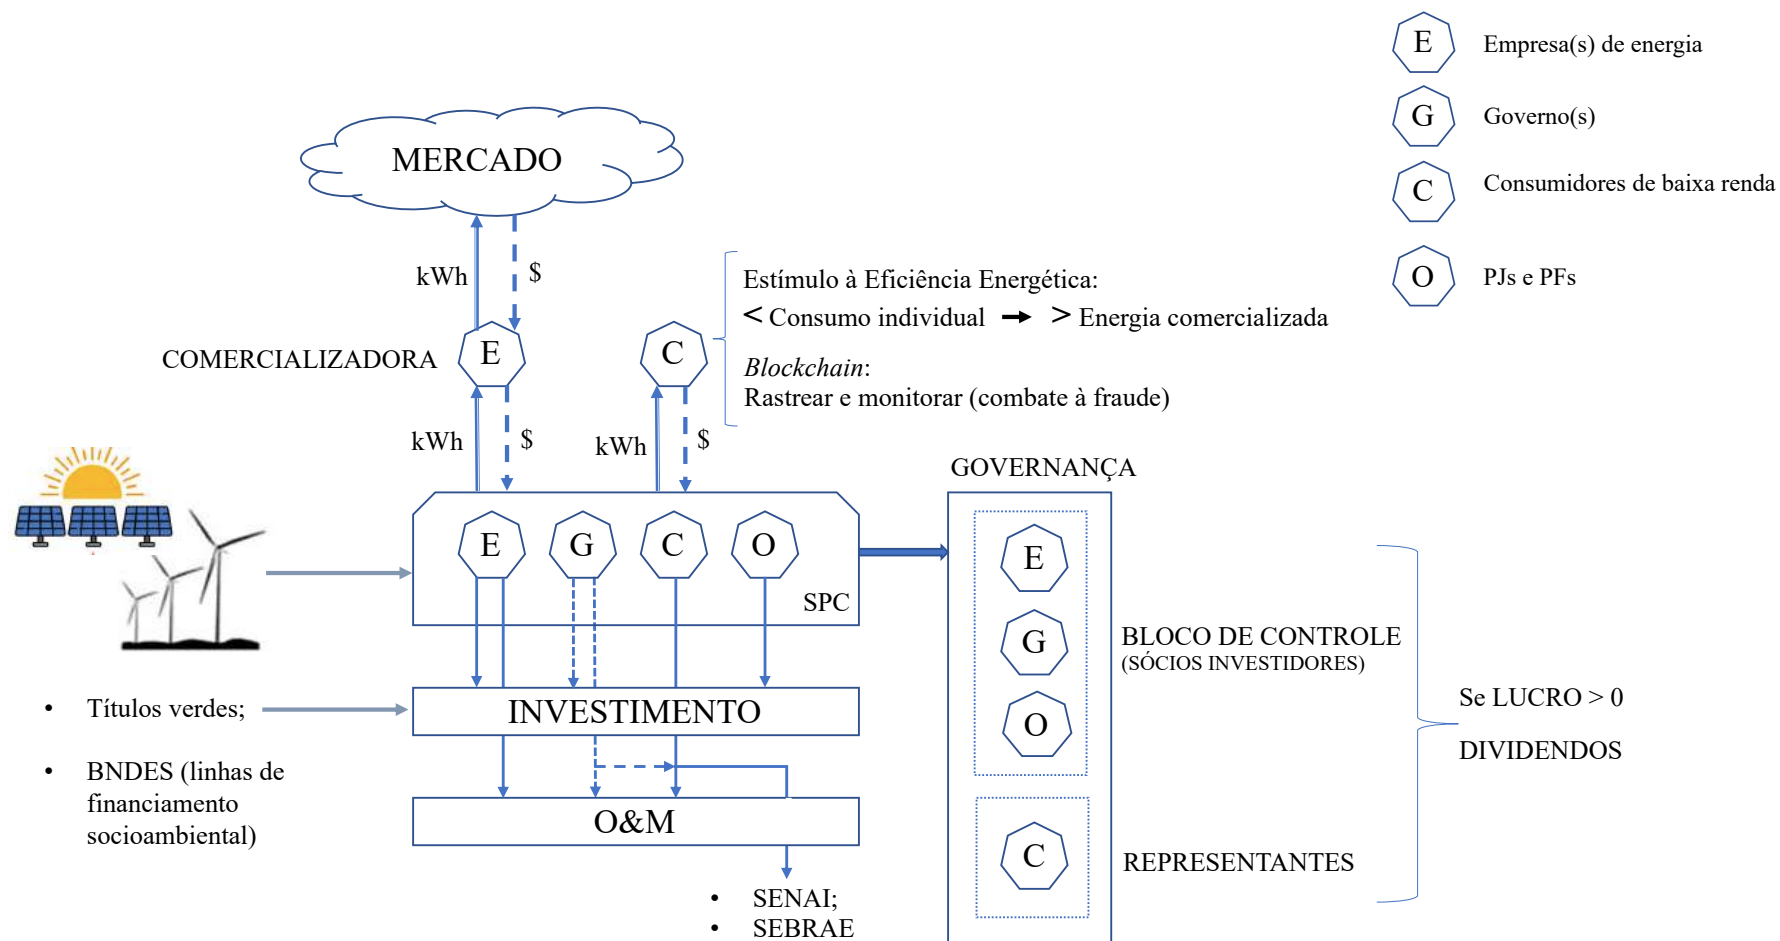 E Empresa(s) de energia
G Governo(s)
C Consumidores de baixa renda
O PJs e PFs
MERCADO
kWh $
COMERCIALIZADORA E
C
Estímulo à Eficiência Energética:
< Consumo individual → > Energia comercializada
Blockchain:
Rastrear e monitorar (combate à fraude)
kWh $
kWh $
E G C O
SPC
• Títulos verdes;
• BNDES (linhas de
financiamento
socioambiental)
INVESTIMENTO
O&M
• SENAI;
• SEBRAE
GOVERNANÇA
E
G
O
BLOCO DE CONTROLE
(SÓCIOS INVESTIDORES)
C
REPRESENTANTES
Se LUCRO > 0
DIVIDENDOS